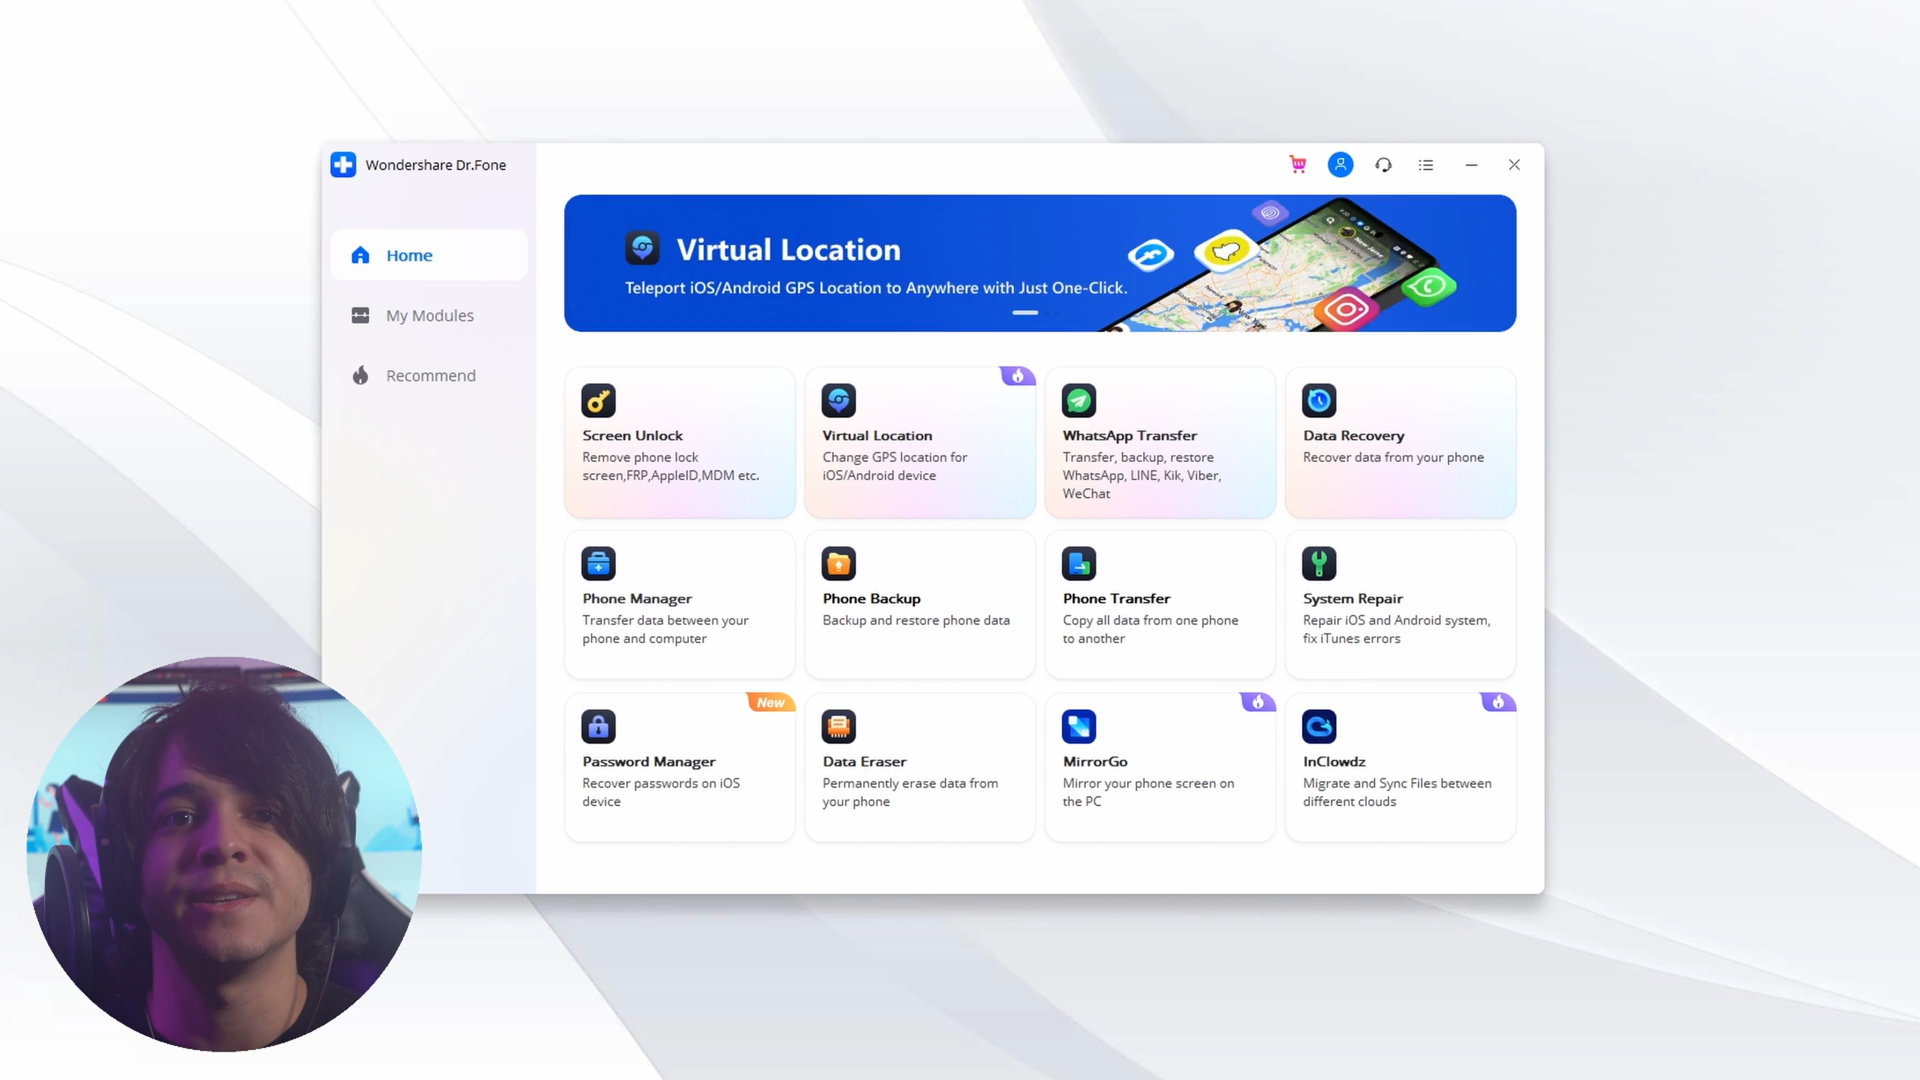 Wondershare Dr.Fone
Home
My Modules
Recommend
Virtual Location
Teleport iOS/Android GPS Location to Anywhere with Just One-Click.
Screen Unlock
Remove phone lock
screen,FRP,AppleID,MDM etc.
Virtual Location
Change GPS location for
iOS/Android device
WhatsApp Transfer
Transfer, backup, restore
WhatsApp, LINE, Kik, Viber,
WeChat
Data Recovery
Recover data from your phone
Phone Manager
Transfer data between your
phone and computer
Phone Backup
Backup and restore phone data
Phone Transfer
Copy all data from one phone
to another
System Repair
Repair iOS and Android system,
fix iTunes errors
New
Password Manager
Recover passwords on iOS
device
Data Eraser
Permanently erase data from
your phone
MirrorGo
Mirror your phone screen on
the PC
InClowdz
Migrate and Sync Files between
different clouds